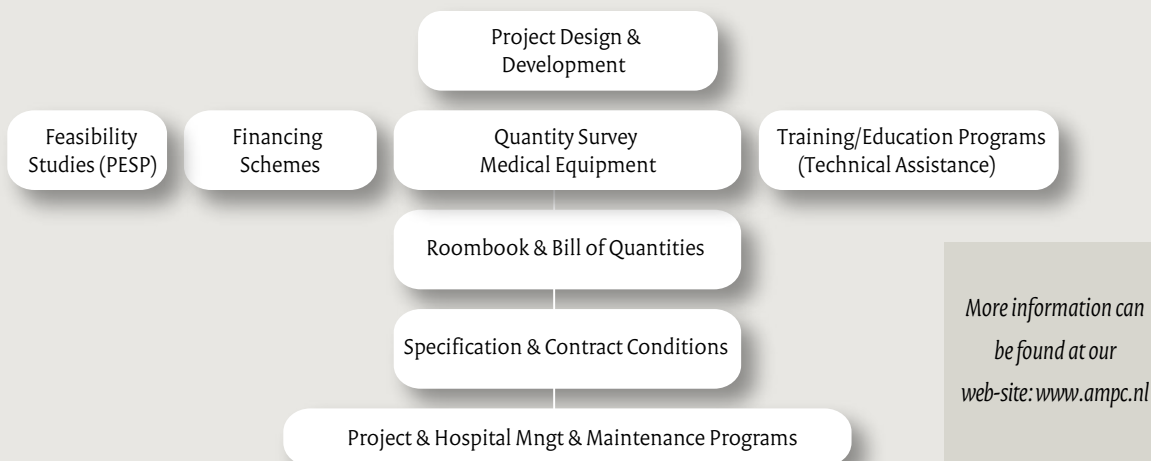 Project Design &
Development
Feasibility
Studies (PESP)
Financing
Schemes
Quantity Survey
Medical Equipment
Training/Education Programs
(Technical Assistance)
Roombook & Bill of Quantities
Specification & Contract Conditions
More information can
be found at our
web-site: www.ampc.nl
Project & Hospital Mngt & Maintenance Programs